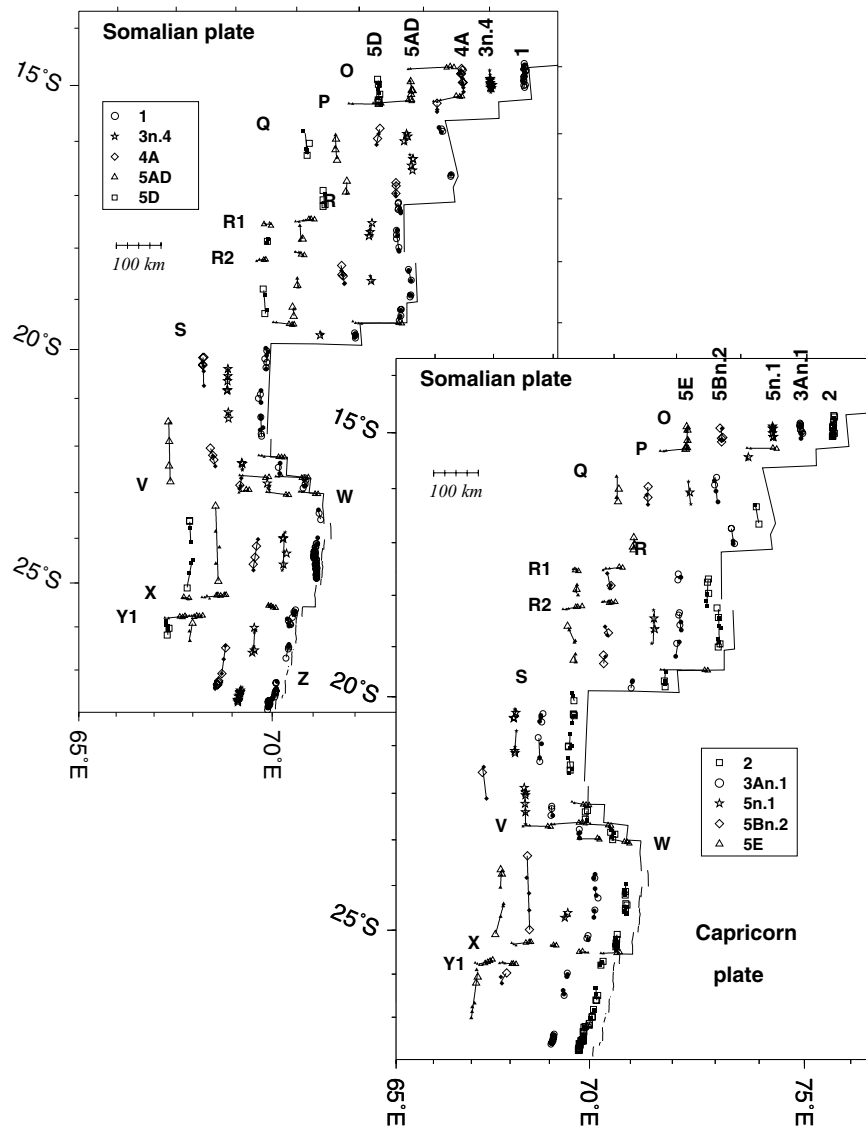 Somalian plate
5D
5AD
4A
3n.4
1
O
15°S
P
1
3n.4
4A
5AD
5D
Q
R
R1
R2
100 km
20°S
S
V
W
25°S
X
Y1
Z
65°E
70°E
Somalian plate
5E
5Bn.2
5n.1
3An.1
2
O
15°S
P
Q
100 km
R
R1
R2
20°S
S
2
3An.1
5n.1
5Bn.2
5E
V
W
25°S
X
Y1
Capricorn
plate
65°E
70°E
75°E